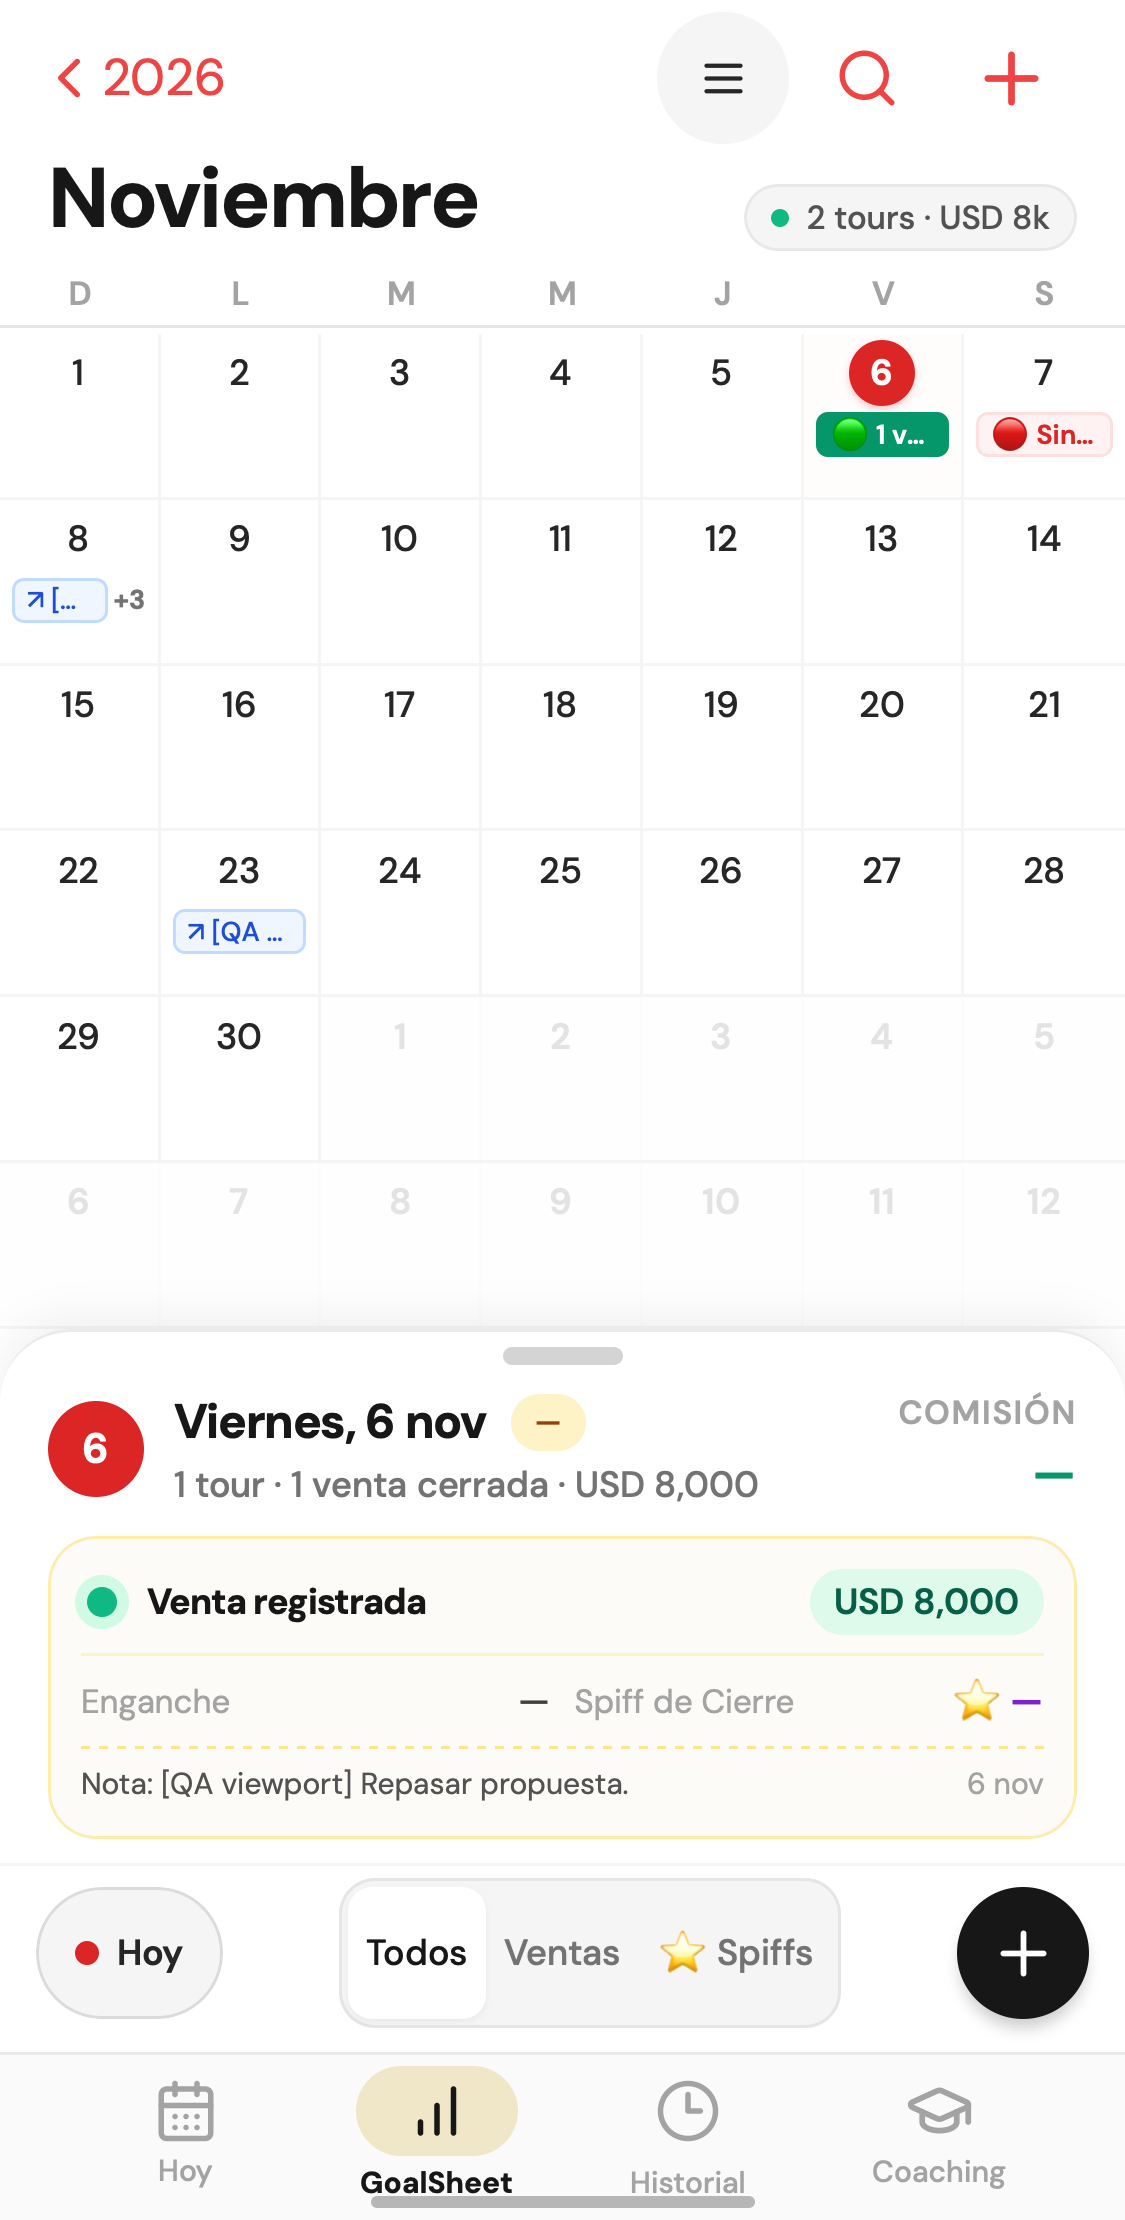 2026
Noviembre
2 tours · USD 8k
D L M M J V S
1 2 3 4 5 6 7
1 v... Sin...
8 9 10 11 12 13 14
[... +3
15 16 17 18 19 20 21
22 23 24 25 26 27 28
[QA ...
29 30 1 2 3 4 5
6 7 8 9 10 11 12
6 Viernes, 6 nov — COMISIÓN
1 tour · 1 venta cerrada · USD 8,000 —
Venta registrada USD 8,000
Enganche — Spiff de Cierre ⭐ —
Nota: [QA viewport] Repasar propuesta. 6 nov
Hoy Todos Ventas ⭐ Spiffs
Hoy GoalSheet Historial Coaching